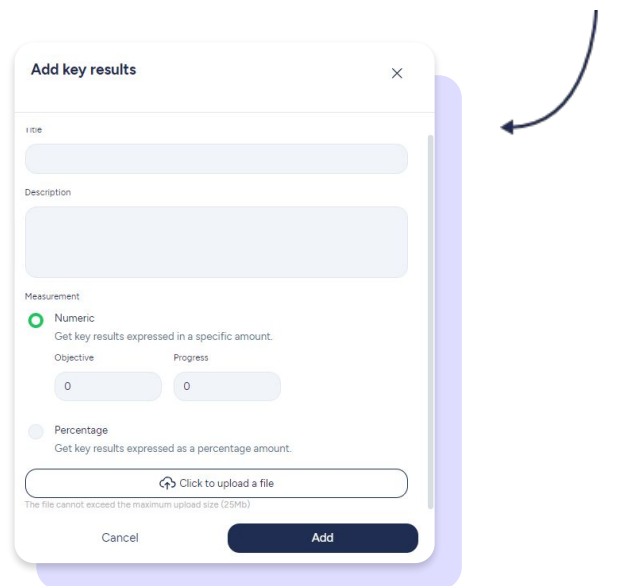 Add key results
Title
Description
Measurement
Numeric
Get key results expressed in a specific amount.
Objective Progress
0 0
Percentage
Get key results expressed as a percentage amount.
Click to upload a file
The file cannot exceed the maximum upload size (25Mb)
Cancel Add